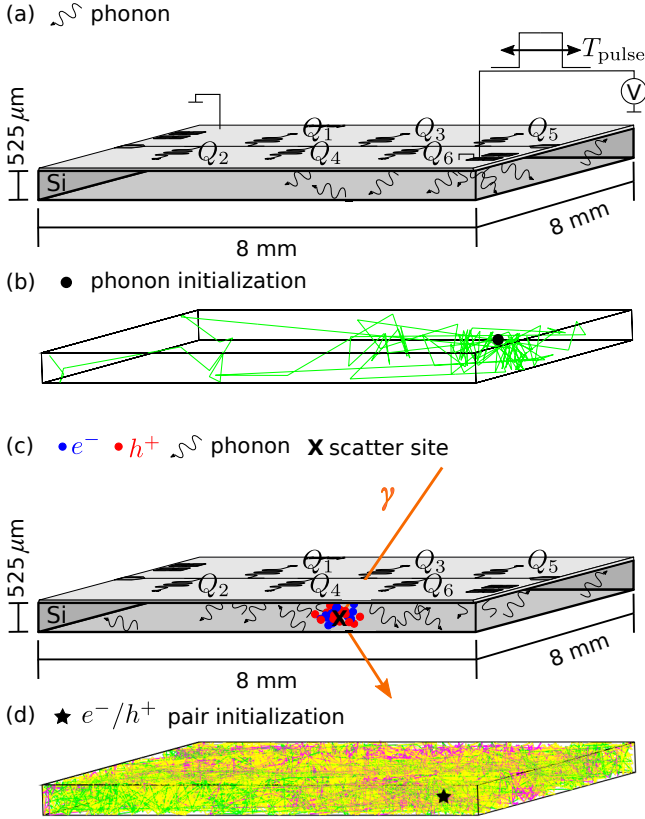 (a) phonon
T_pulse
V
525 μm
Q_1 Q_3 Q_5
Q_2 Q_4 Q_6
Si
8 mm
8 mm
(b) phonon initialization
(c) e^- h^+ phonon X scatter site
γ
525 μm
Q_1 Q_3 Q_5
Q_2 Q_4 Q_6
Si
X
8 mm
8 mm
(d) e^-/h^+ pair initialization